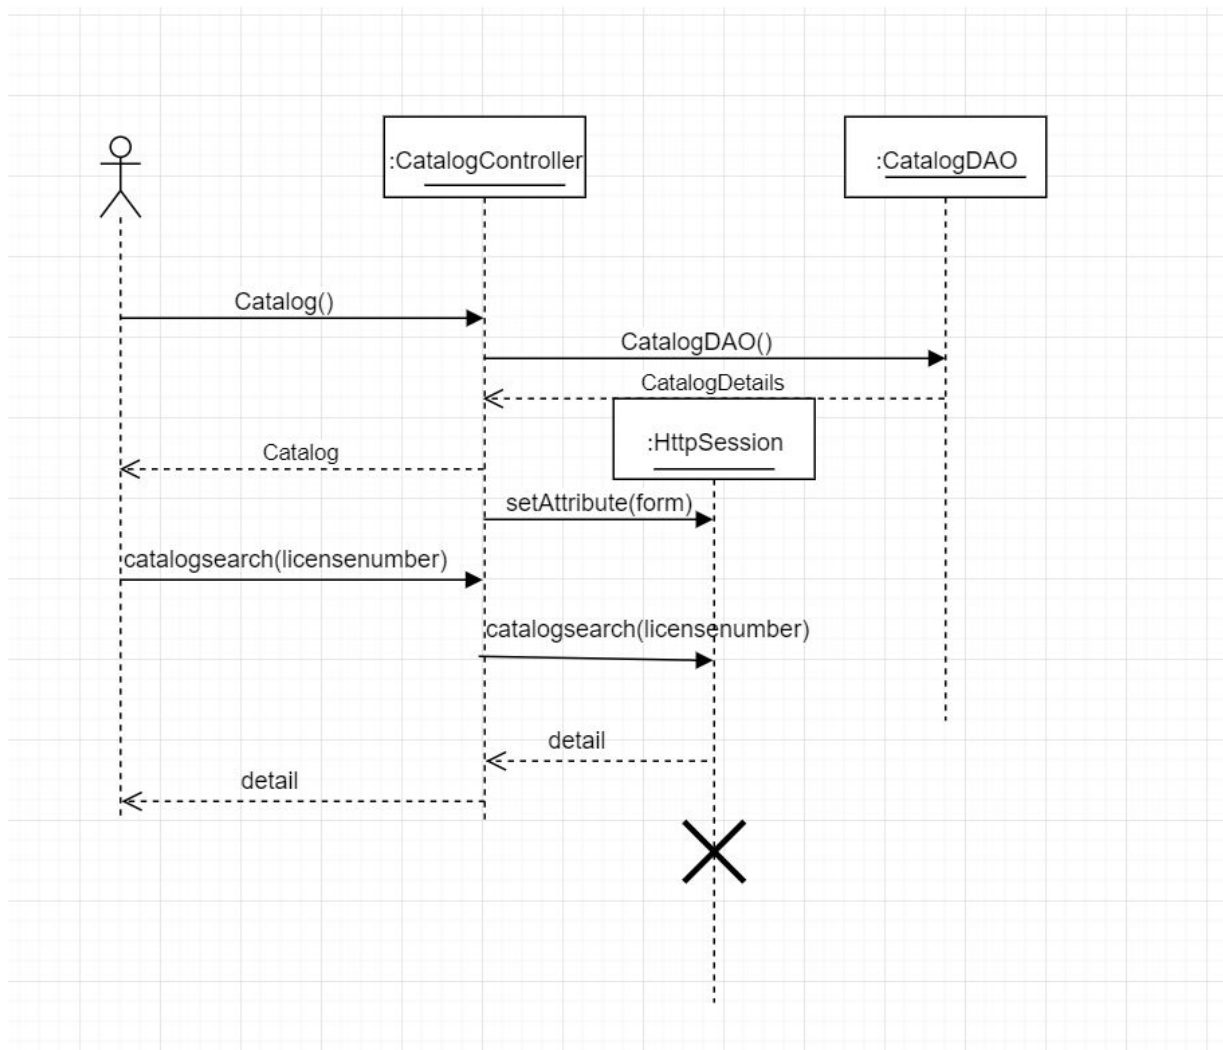 :CatalogController
:CatalogDAO
Catalog()
CatalogDAO()
CatalogDetails
:HttpSession
Catalog
setAttribute(form)
catalogsearch(licensenumber)
catalogsearch(licensenumber)
detail
detail